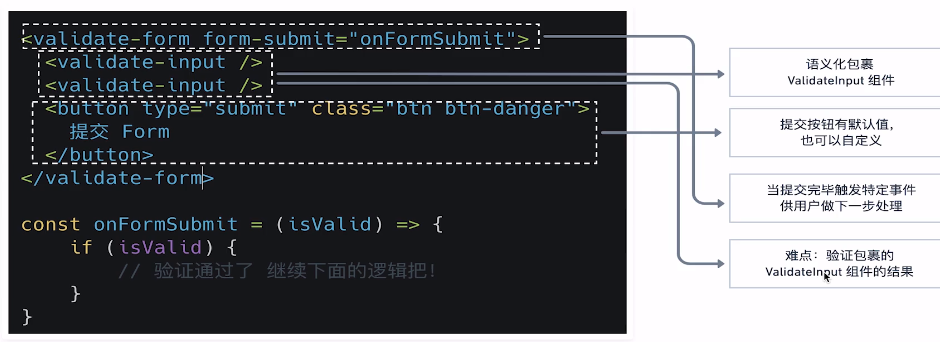 <validate-form form-submit="onFormSubmit">
<validate-input />
<validate-input />
<button type="submit" class="btn btn-danger">
提交 Form
</button>
</validate-form>
const onFormSubmit = (isValid) => {
if (isValid) {
// 验证通过了 继续下面的逻辑把!
}
}
语义化包裹
ValidateInput 组件
提交按钮有默认值,
也可以自定义
当提交完毕触发特定事件
供用户做下一步处理
难点：验证包裹的
ValidateInput 组件的结果